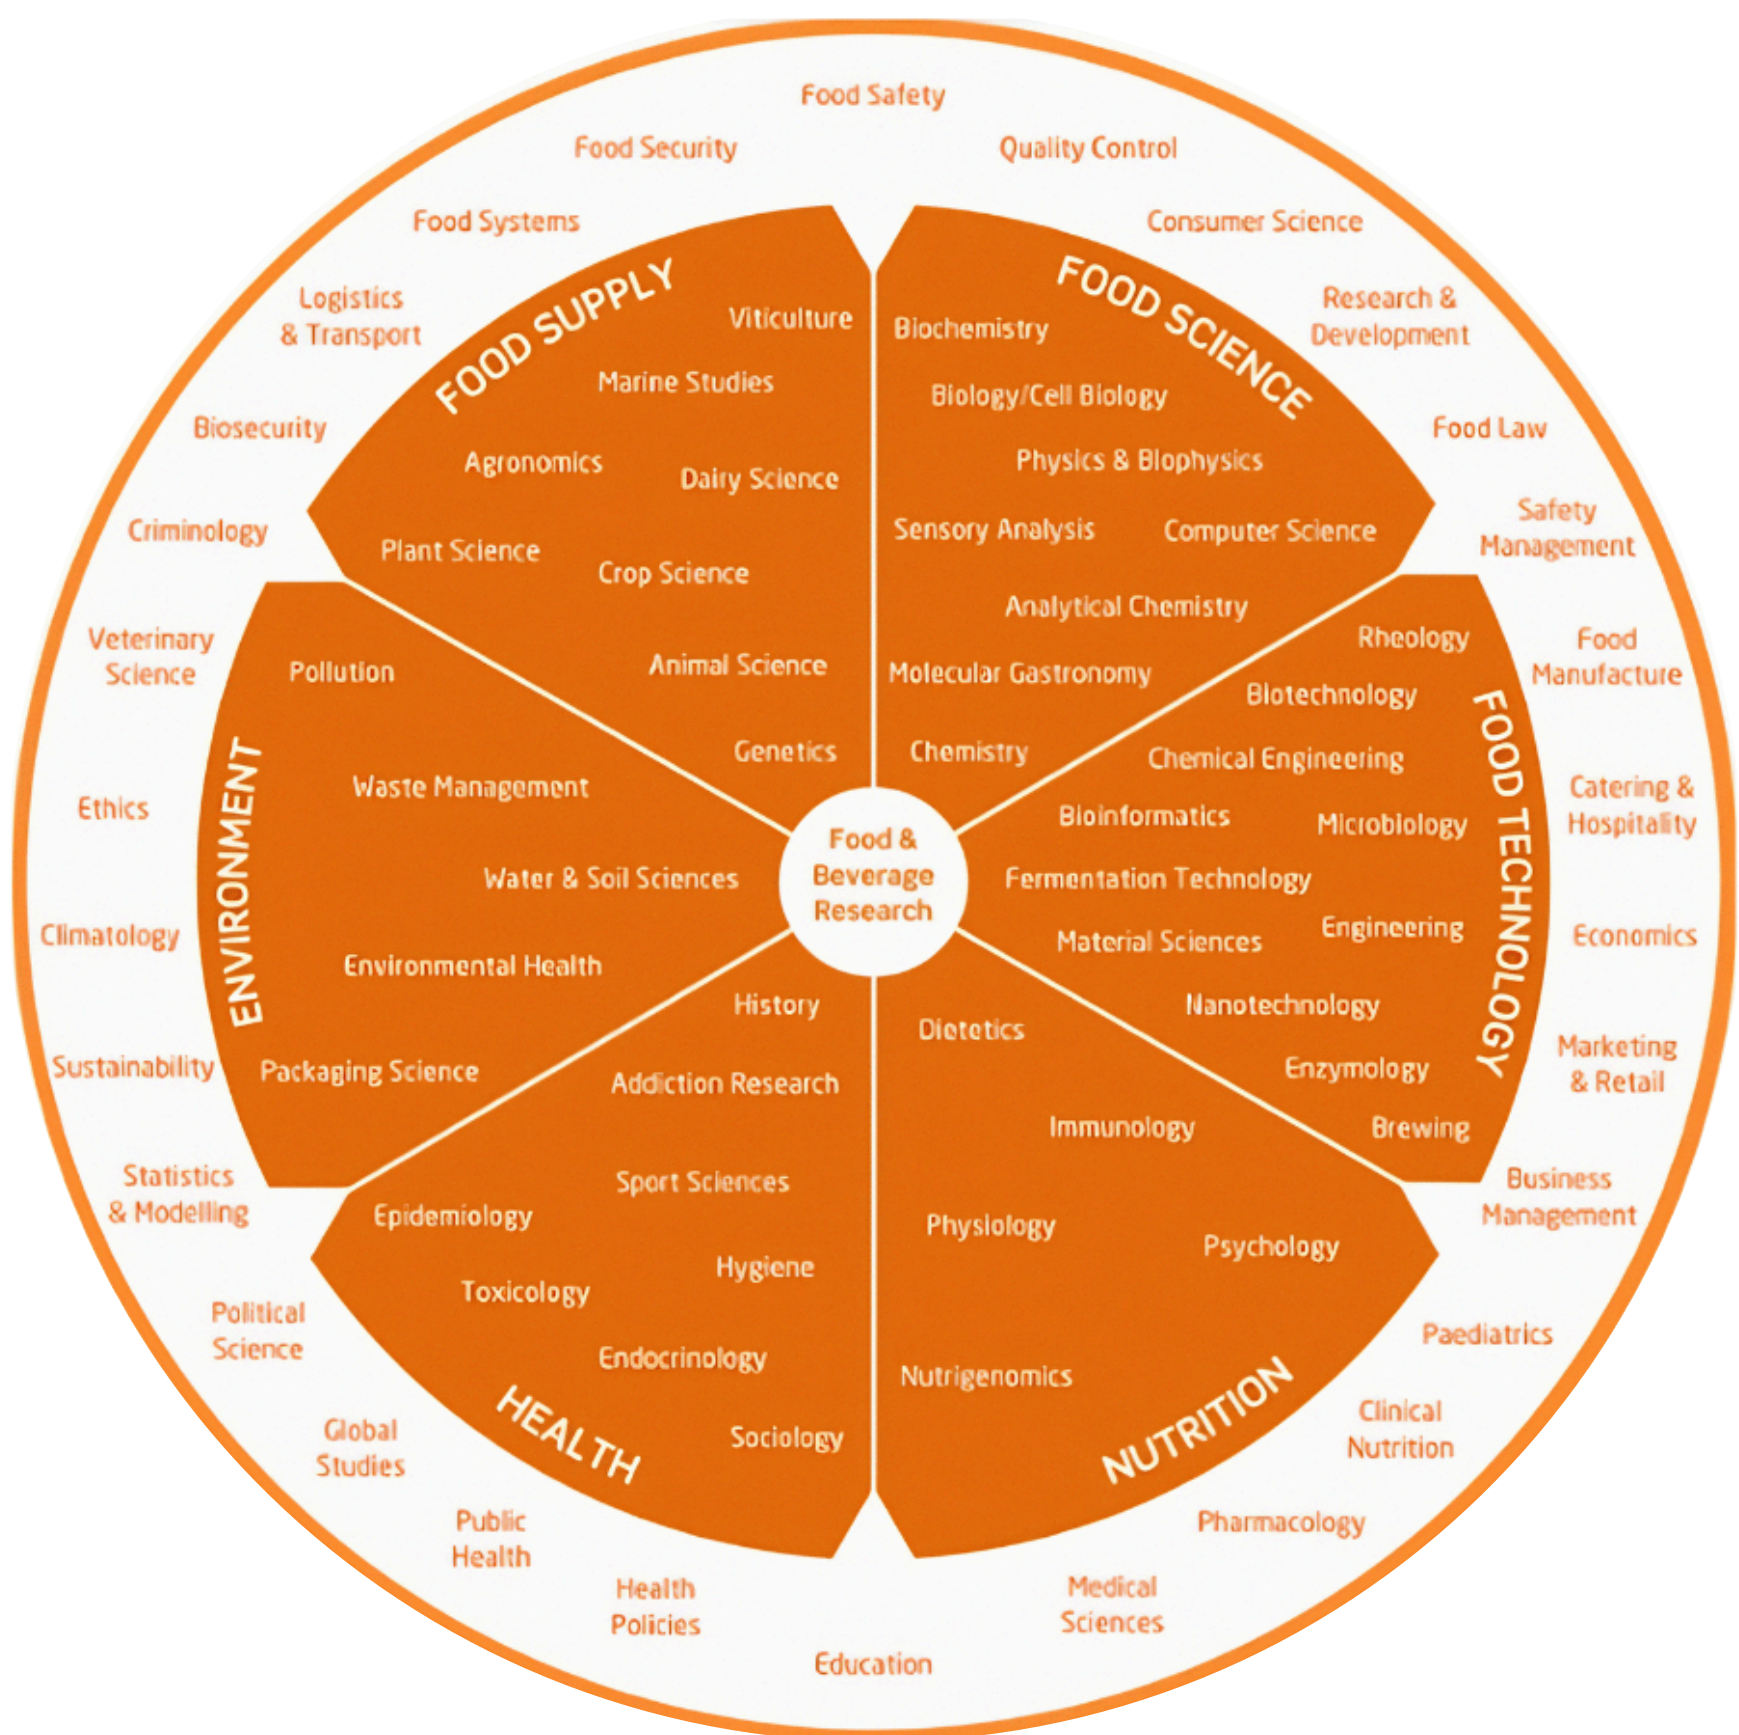 Food Safety
Food Security
Quality Control
Food Systems
Consumer Science
Logistics
& Transport
Research &
Development
Biosecurity
Food Law
Criminology
Safety
Management
Veterinary
Science
Food
Manufacture
Ethics
Catering &
Hospitality
Climatology
Economics
Sustainability
Marketing
& Retail
Statistics
& Modelling
Business
Management
Political
Science
Paediatrics
Global
Studies
Clinical
Nutrition
Public
Health
Pharmacology
Health
Policies
Medical
Sciences
Education
FOOD SUPPLY
Viticulture
Marine Studies
Agronomics
Dairy Science
Plant Science
Crop Science
Animal Science
Genetics
FOOD SCIENCE
Biochemistry
Biology/Cell Biology
Physics & Biophysics
Sensory Analysis
Computer Science
Analytical Chemistry
Molecular Gastronomy
Chemistry
FOOD TECHNOLOGY
Rheology
Biotechnology
Chemical Engineering
Bioinformatics
Microbiology
Fermentation Technology
Engineering
Material Sciences
Nanotechnology
Enzymology
Brewing
NUTRITION
Dietetics
Immunology
Physiology
Psychology
Nutrigenomics
HEALTH
History
Addiction Research
Sport Sciences
Epidemiology
Hygiene
Toxicology
Endocrinology
Sociology
ENVIRONMENT
Pollution
Waste Management
Water & Soil Sciences
Environmental Health
Packaging Science
Food &
Beverage
Research